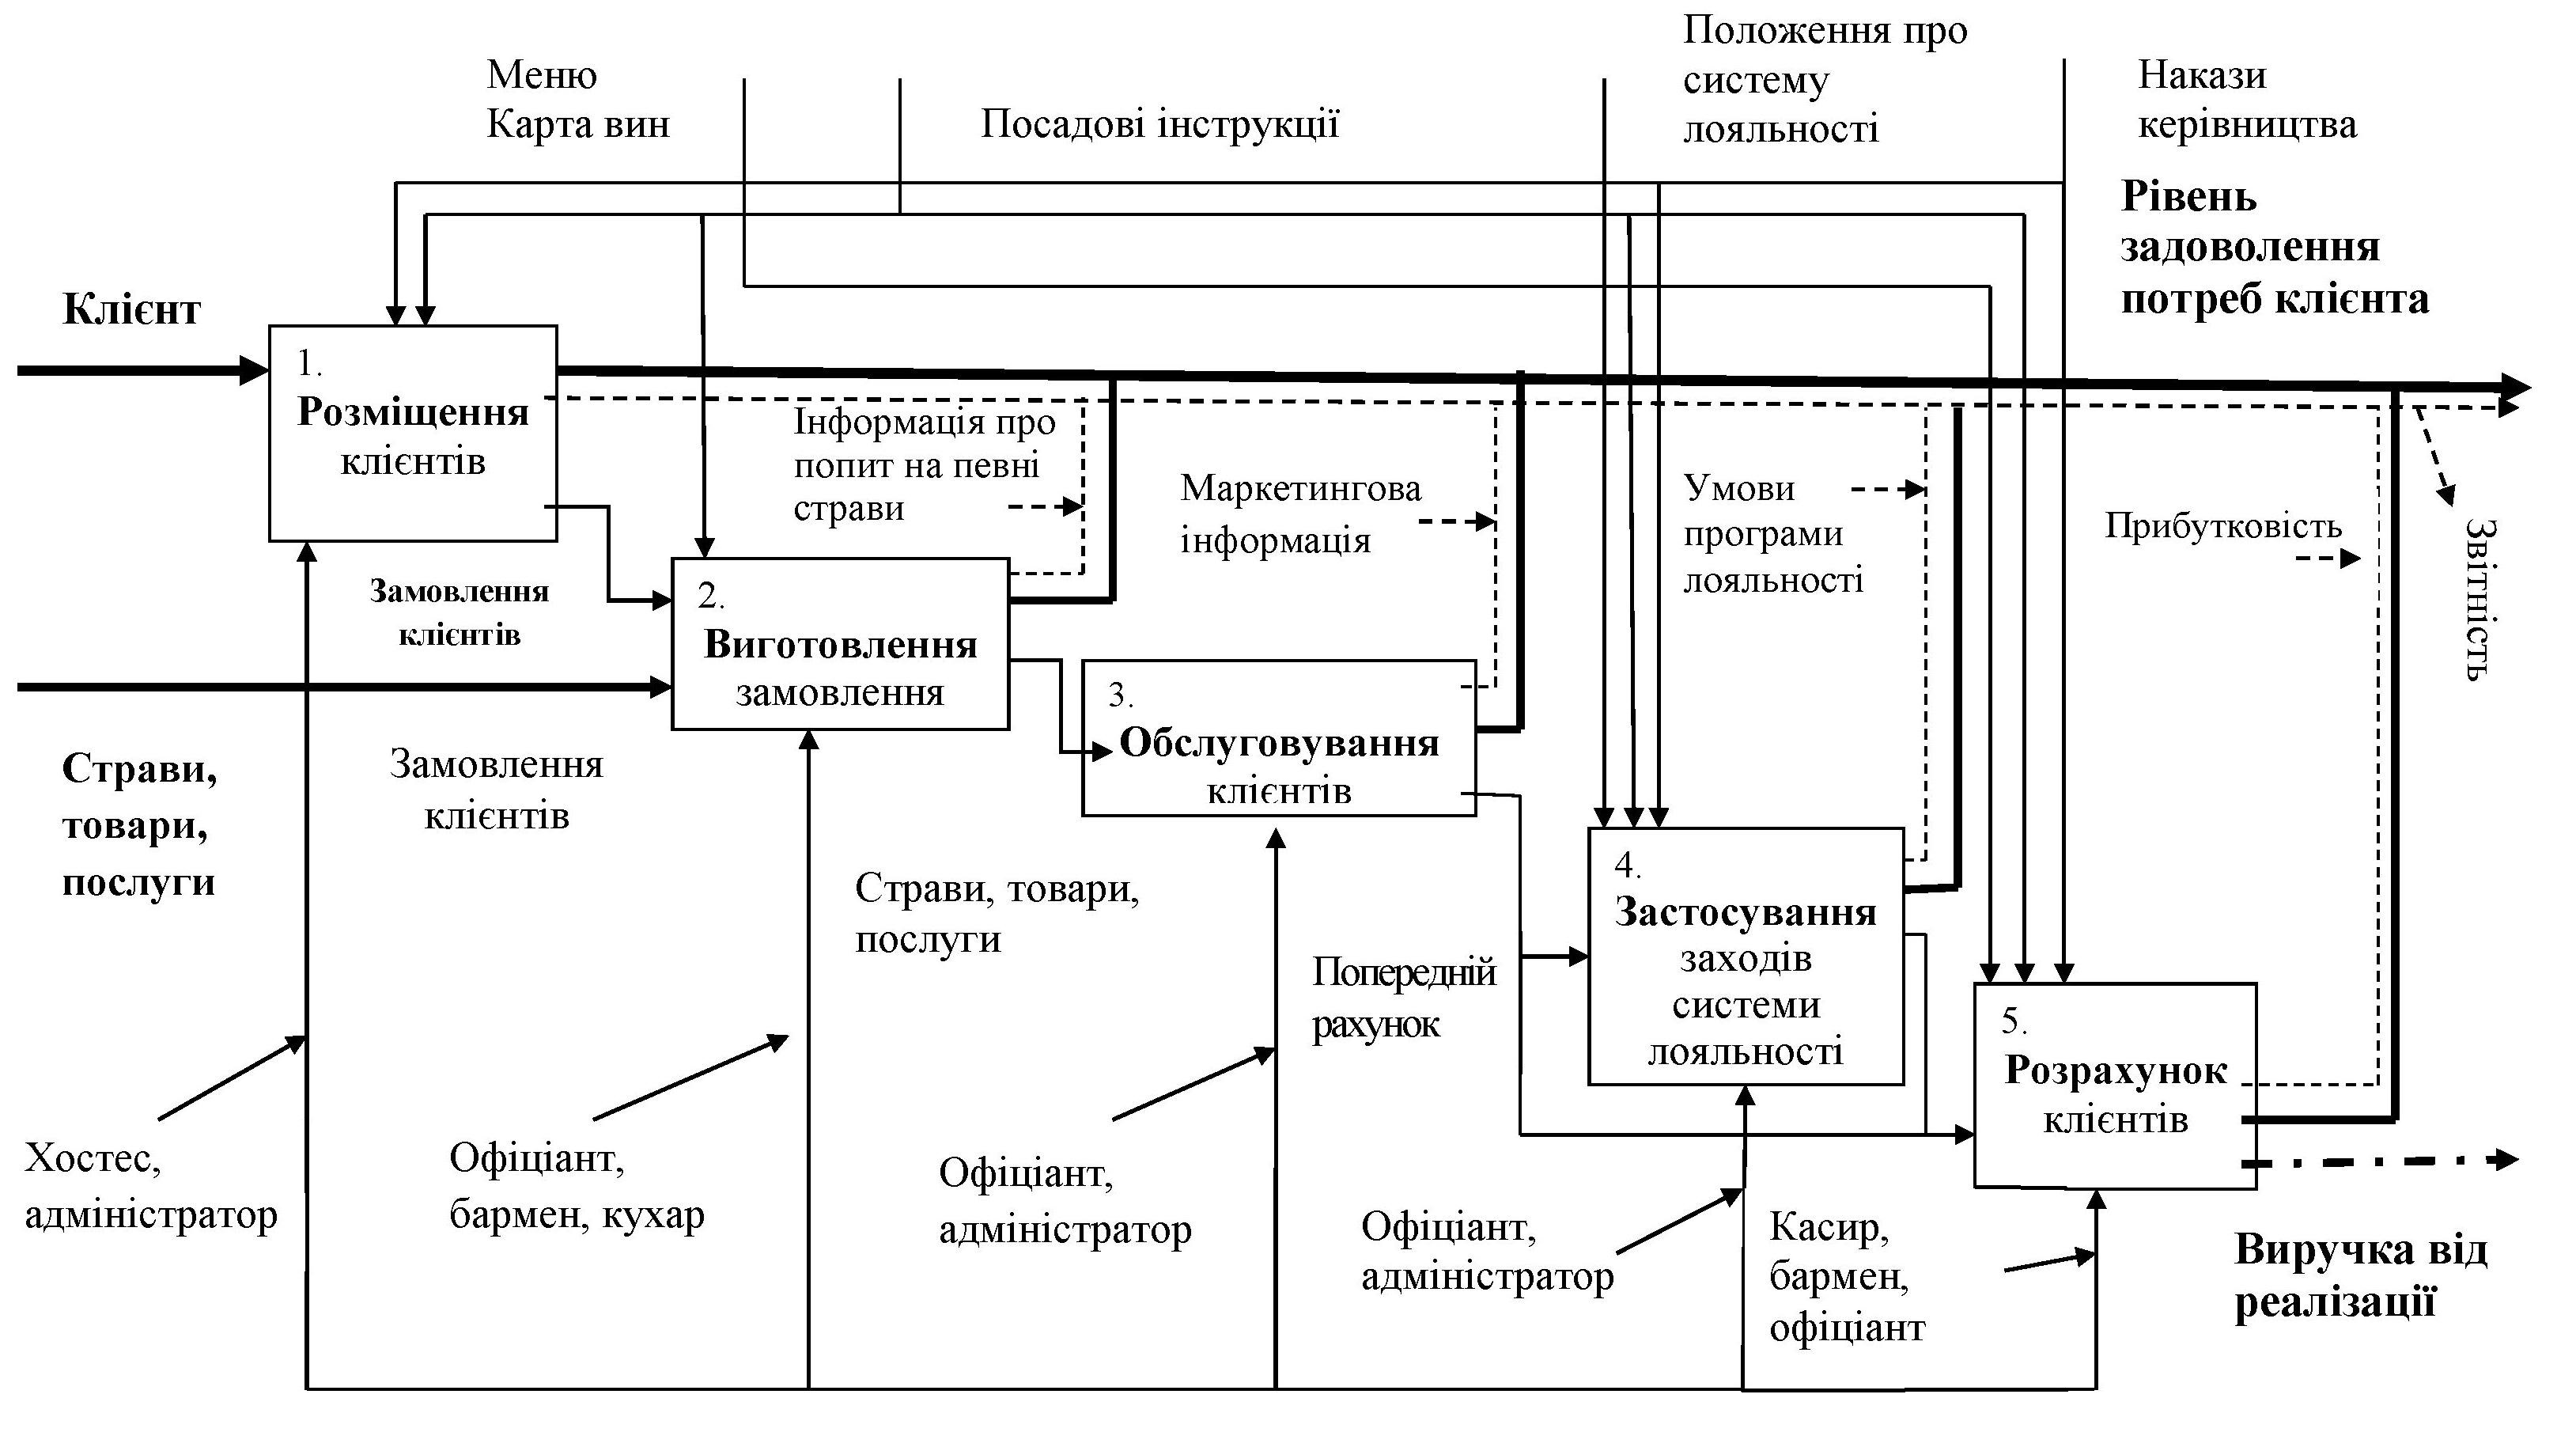 Меню
Карта вин
Посадові інструкції
Положення про
систему
лояльності
Накази
керівництва
Рівень
задоволення
потреб клієнта
Клієнт
1.
Розміщення
клієнтів
Інформація про
попит на певні
страви
Маркетингова
інформація
Умови
програми
лояльності
Прибутковість
Звітність
Замовлення
клієнтів
2.
Виготовлення
замовлення
3.
Обслуговування
клієнтів
Страви,
товари,
послуги
Замовлення
клієнтів
Страви, товари,
послуги
Попередній
рахунок
4.
Застосування
заходів
системи
лояльності
5.
Розрахунок
клієнтів
Хостес,
адміністратор
Офіціант,
бармен, кухар
Офіціант,
адміністратор
Офіціант,
адміністратор
Касир,
бармен,
офіціант
Виручка від
реалізації